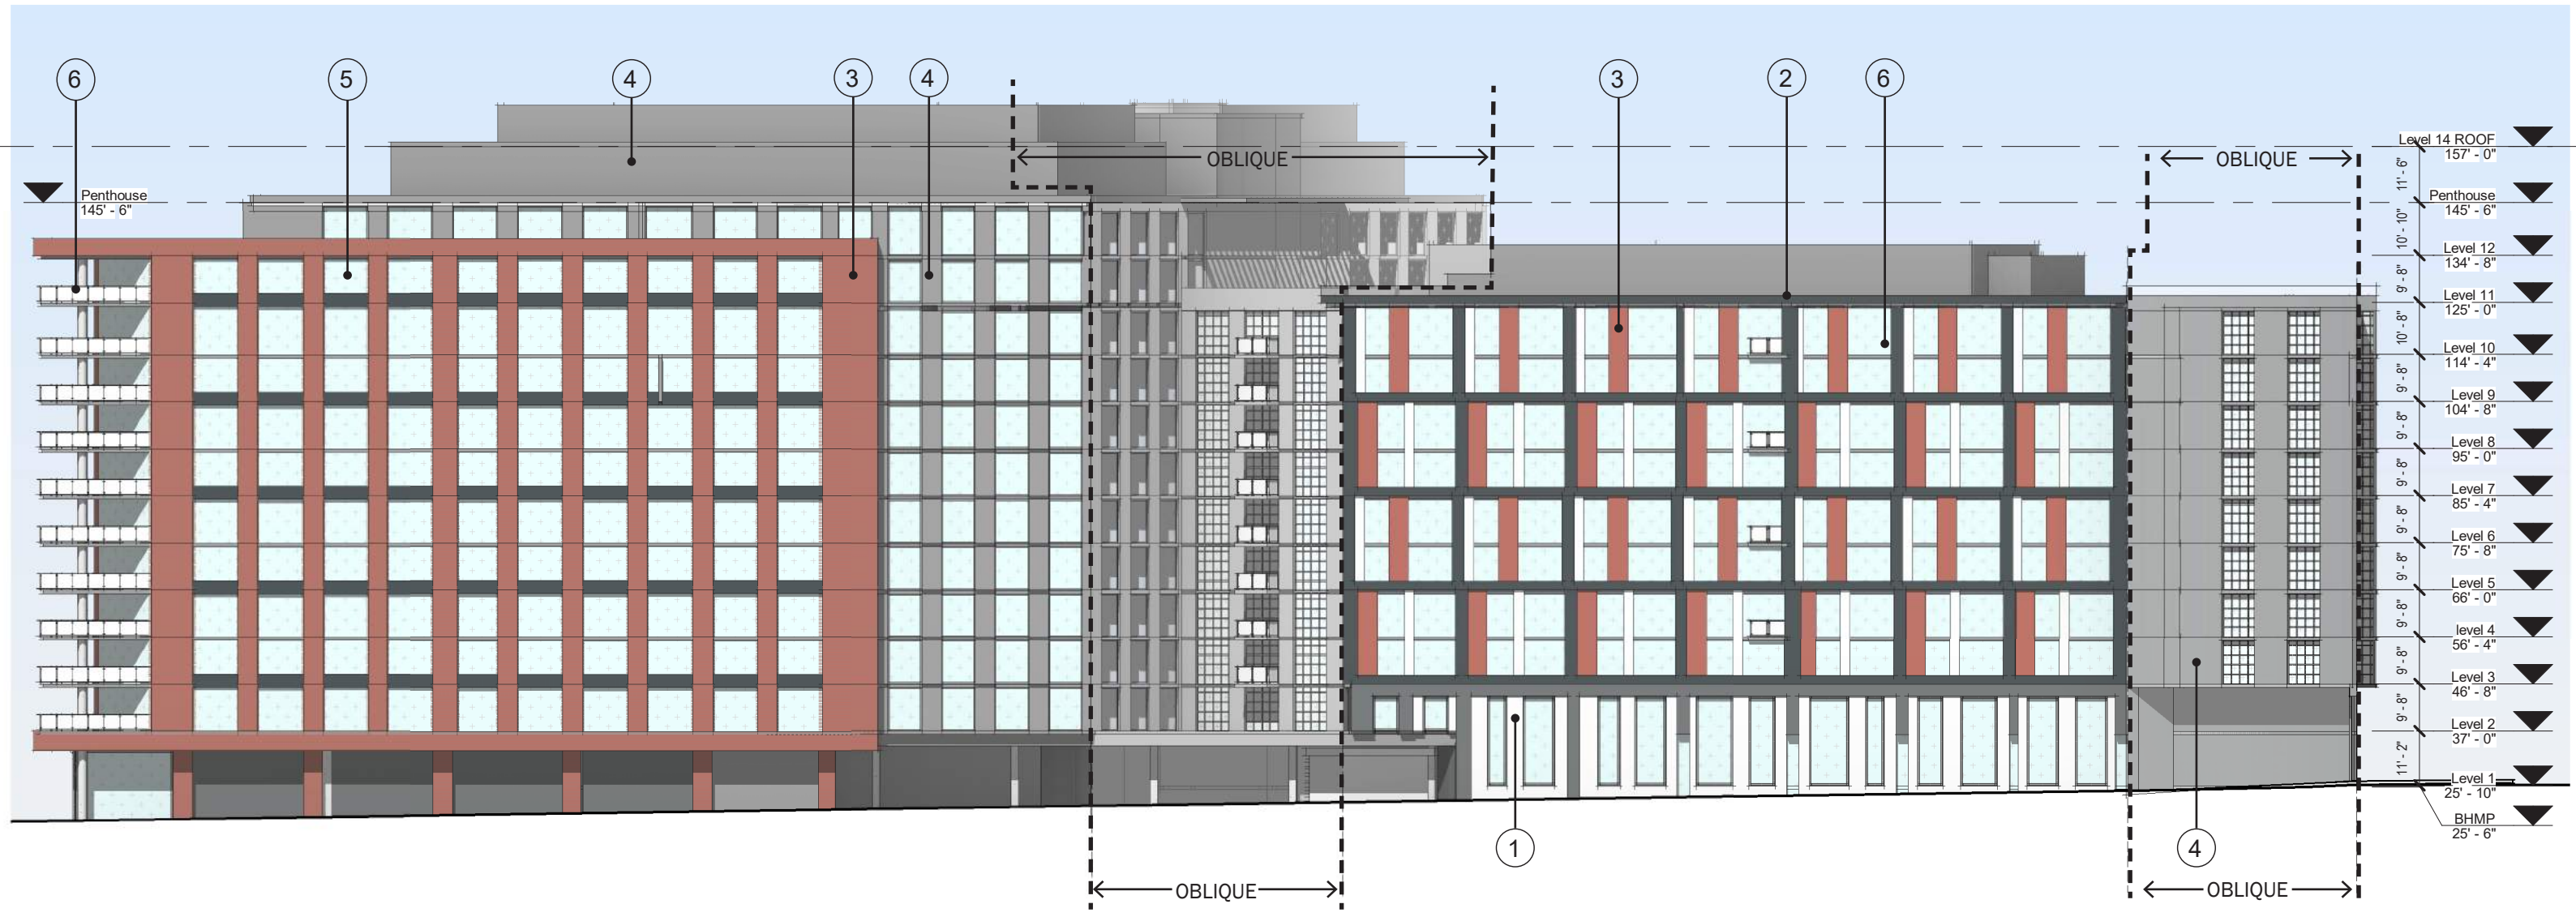 6
5
4
3
4
3
2
6
OBLIQUE
OBLIQUE
Penthouse
145' - 6"
Level 14 ROOF
157' - 0"
11' - 6"
Penthouse
145' - 6"
10' - 10"
Level 12
134' - 8"
9' - 8"
Level 11
125' - 0"
10' - 8"
Level 10
114' - 4"
9' - 8"
Level 9
104' - 8"
9' - 8"
Level 8
95' - 0"
9' - 8"
Level 7
85' - 4"
9' - 8"
Level 6
75' - 8"
9' - 8"
Level 5
66' - 0"
9' - 8"
level 4
56' - 4"
9' - 8"
Level 3
46' - 8"
9' - 8"
Level 2
37' - 0"
11' - 2"
Level 1
25' - 10"
BHMP
25' - 6"
1
4
OBLIQUE
OBLIQUE